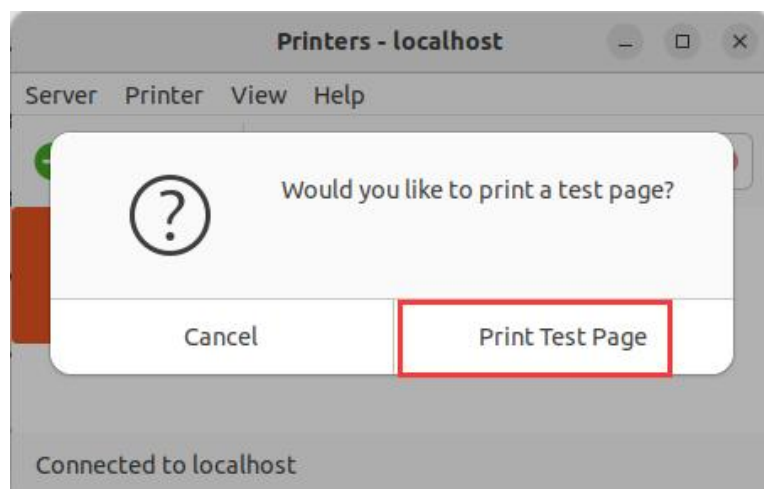 Printers - localhost
Server Printer View Help
Would you like to print a test page?
Cancel Print Test Page
Connected to localhost